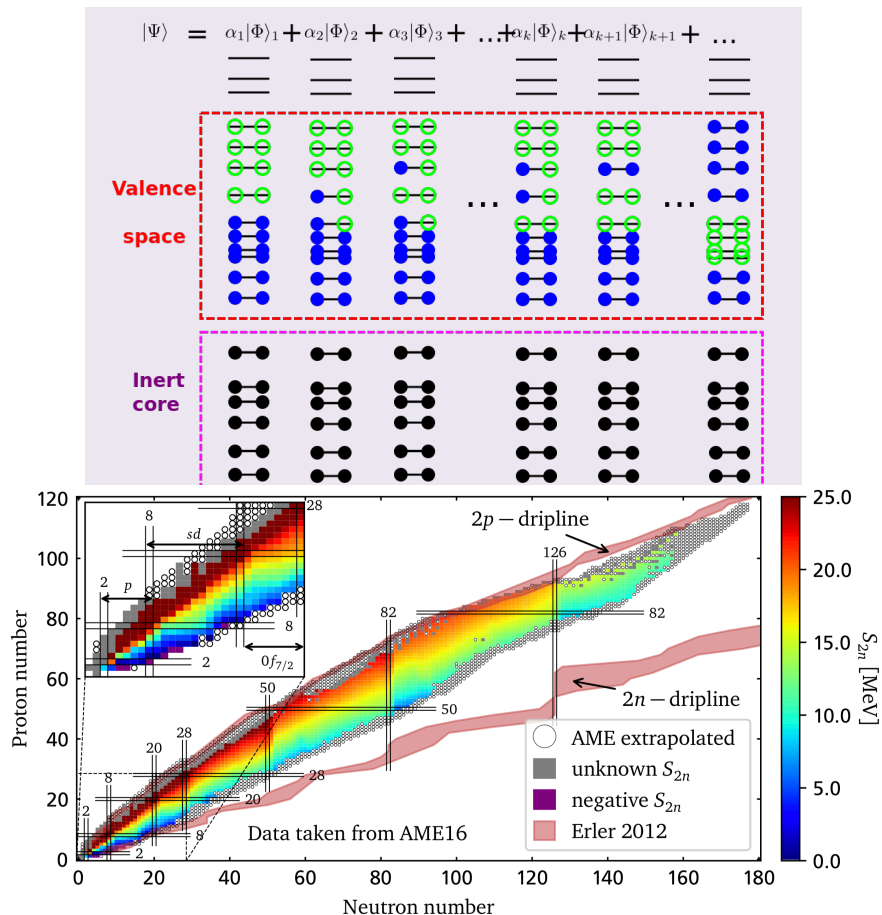 |Ψ⟩ = α₁|Φ⟩₁ + α₂|Φ⟩₂ + α₃|Φ⟩₃ + ... + αₖ|Φ⟩ₖ + αₖ₊₁|Φ⟩ₖ₊₁ + ...
Valence
space
... ...
Inert
core
120
100
80
60
40
20
0
Proton number
0 20 40 60 80 100 120 140 160 180
Neutron number
28
8
sd
2
p
8
2
0f₇/₂
2p − dripline
126
82
82
2n − dripline
50
50
28
20
28
8
20
2
8
2
Data taken from AME16
AME extrapolated
unknown S₂ₙ
negative S₂ₙ
Erler 2012
25.0
20.0
15.0
10.0
5.0
0.0
S₂ₙ [MeV]